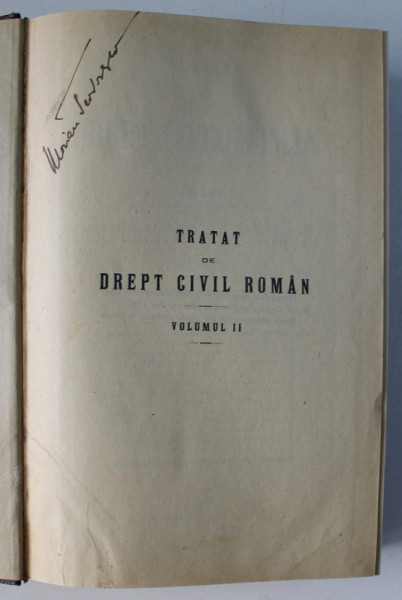 TRATAT
DE
DREPT CIVIL ROMÂN
VOLUMUL II